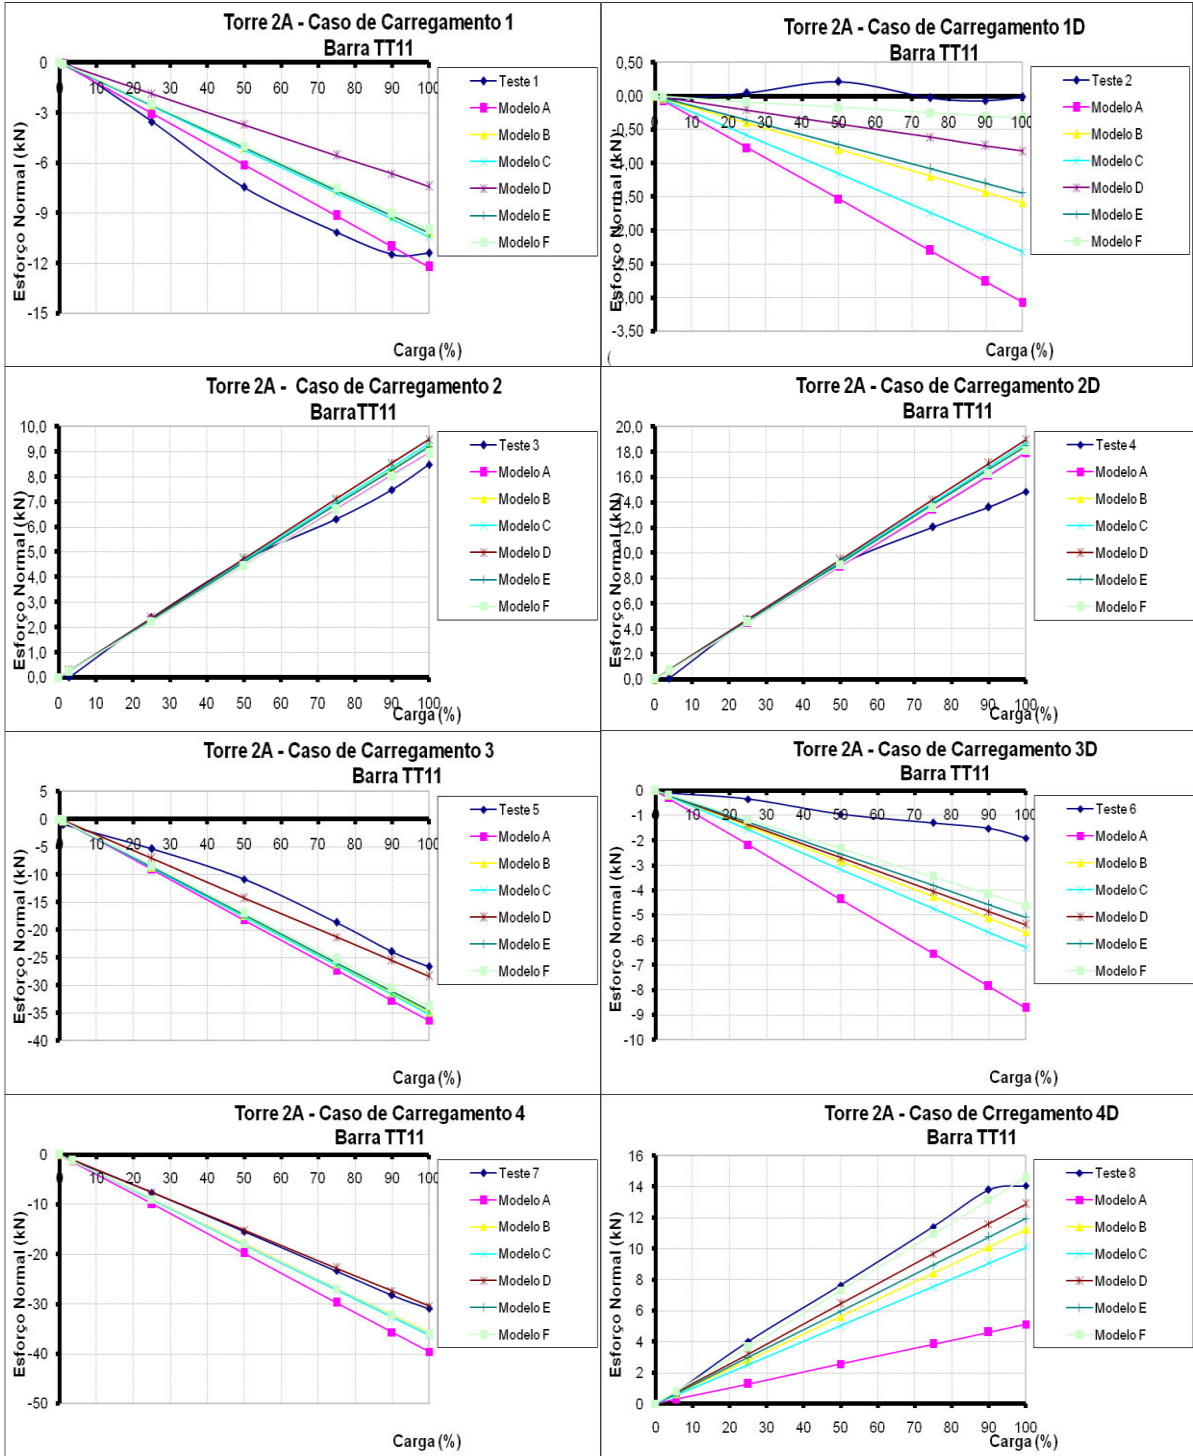 Torre 2A - Caso de Carregamento 1
Barra TT11
0
-3
-6
-9
-12
-15
0 10 20 30 40 50 60 70 80 90 100
Esforço Normal (kN)
Carga (%)
Teste 1
Modelo A
Modelo B
Modelo C
Modelo D
Modelo E
Modelo F
Torre 2A - Caso de Carregamento 1D
Barra TT11
0,50
0,00
-0,50
-1,00
-1,50
-2,00
-2,50
-3,00
-3,50
0 10 20 30 40 50 60 70 80 90 100
Esforço Normal (kN)
Carga (%)
(
Teste 2
Modelo A
Modelo B
Modelo C
Modelo D
Modelo E
Modelo F
Torre 2A - Caso de Carregamento 2
BarraTT11
10,0
9,0
8,0
7,0
6,0
5,0
4,0
3,0
2,0
1,0
0,0
0 10 20 30 40 50 60 70 80 90 100
Esforço Normal (kN)
Carga (%)
Teste 3
Modelo A
Modelo B
Modelo C
Modelo D
Modelo E
Modelo F
Torre 2A - Caso de Carregamento 2D
Barra TT11
20,0
18,0
16,0
14,0
12,0
10,0
8,0
6,0
4,0
2,0
0,0
0 10 20 30 40 50 60 70 80 90 100
Esforço Normal (kN)
Carga (%)
Teste 4
Modelo A
Modelo B
Modelo C
Modelo D
Modelo E
Modelo F
Torre 2A - Caso de Carregamento 3
Barra TT11
5
0
-5
-10
-15
-20
-25
-30
-35
-40
0 10 20 30 40 50 60 70 80 90 100
Esforço Normal (kN)
Carga (%)
Teste 5
Modelo A
Modelo B
Modelo C
Modelo D
Modelo E
Modelo F
Torre 2A - Caso de Carregamento 3D
Barra TT11
0
-1
-2
-3
-4
-5
-6
-7
-8
-9
-10
0 10 20 30 40 50 60 70 80 90 100
Esforço Normal (kN)
Carga (%)
Teste 6
Modelo A
Modelo B
Modelo C
Modelo D
Modelo E
Modelo F
Torre 2A - Caso de Carregamento 4
Barra TT11
0
-10
-20
-30
-40
-50
0 10 20 30 40 50 60 70 80 90 100
Esforço Normal (kN)
Carga (%)
Teste 7
Modelo A
Modelo B
Modelo C
Modelo D
Modelo E
Modelo F
Torre 2A - Caso de Crregamento 4D
Barra TT11
16
14
12
10
8
6
4
2
0
0 10 20 30 40 50 60 70 80 90 100
Esforço Normal (kN)
Carga (%)
Teste 8
Modelo A
Modelo B
Modelo C
Modelo D
Modelo E
Modelo F